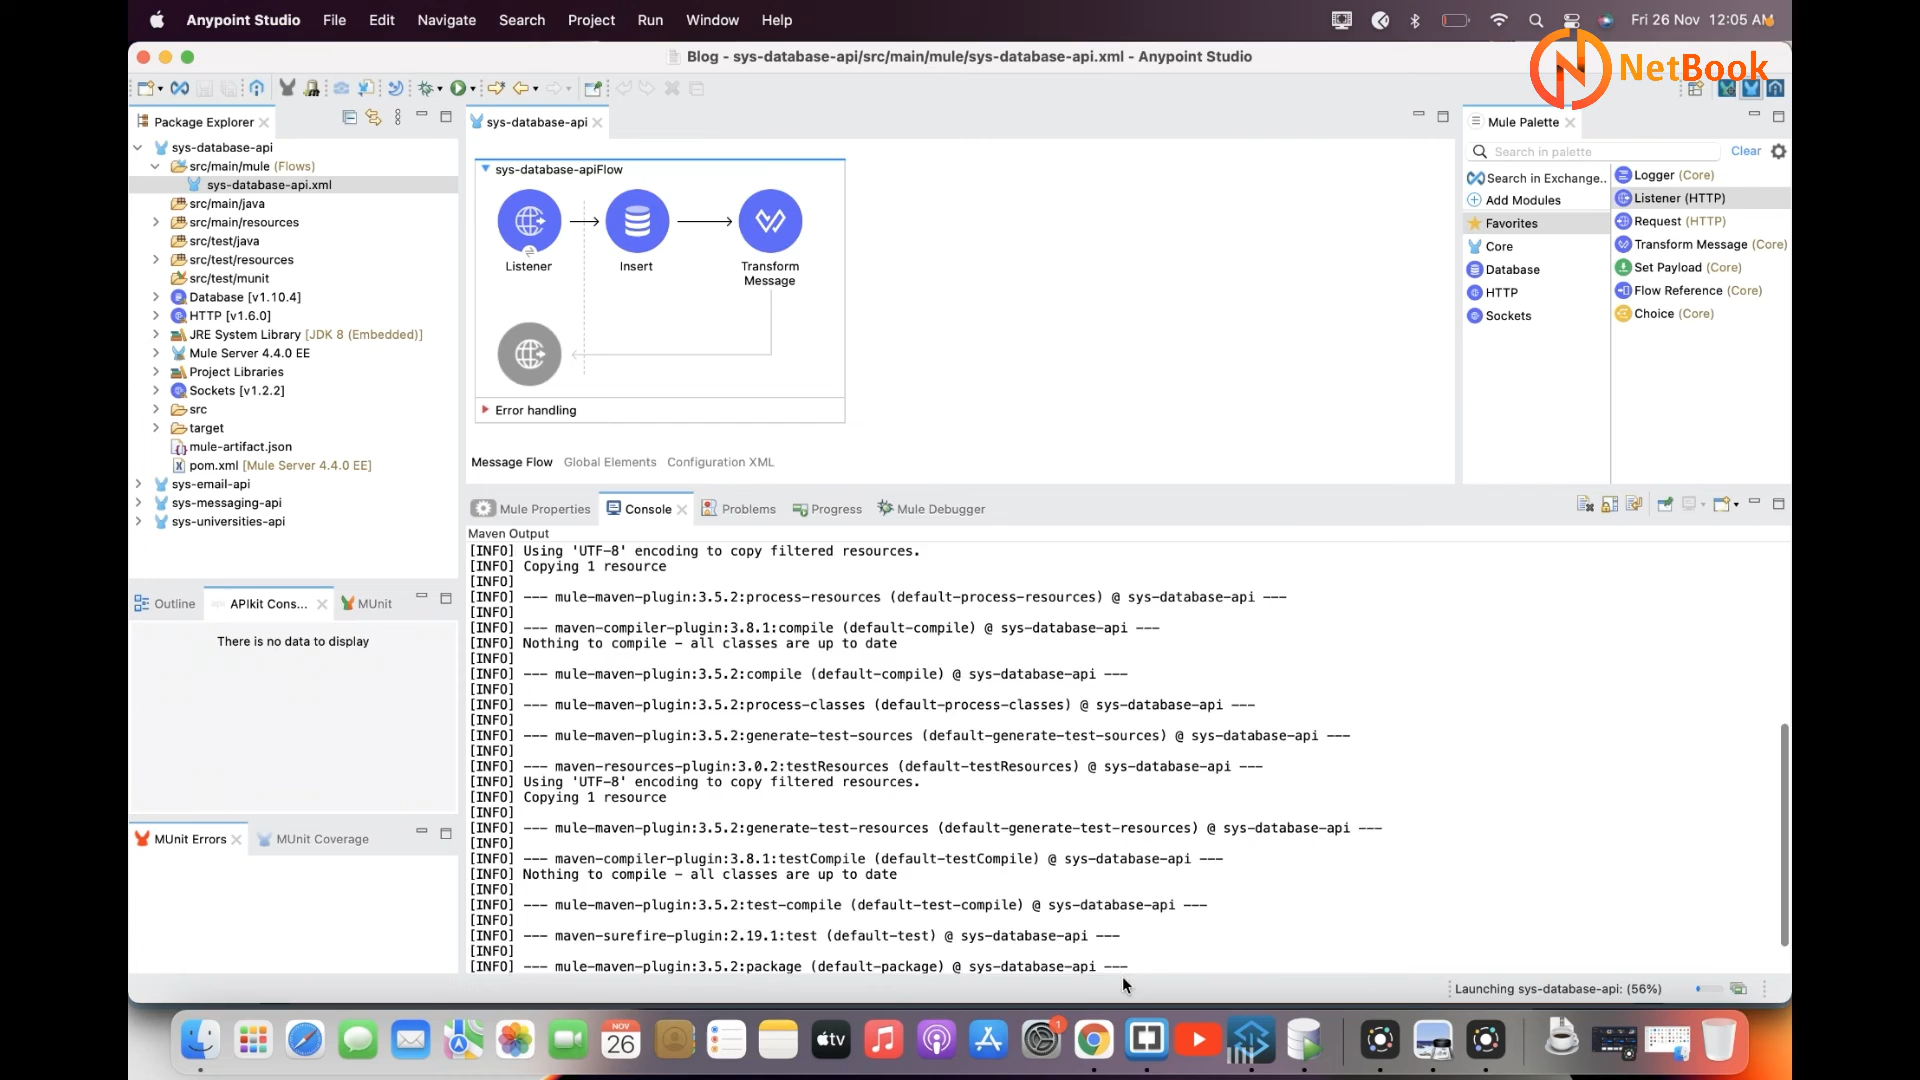 Anypoint Studio File Edit Navigate Search Project Run Window Help
Fri 26 Nov 12:05 AM
Blog - sys-database-api/src/main/mule/sys-database-api.xml - Anypoint Studio
NetBook
Package Explorer
sys-database-api
src/main/mule (Flows)
sys-database-api.xml
src/main/java
src/main/resources
src/test/java
src/test/resources
src/test/munit
Database [v1.10.4]
HTTP [v1.6.0]
JRE System Library [JDK 8 (Embedded)]
Mule Server 4.4.0 EE
Project Libraries
Sockets [v1.2.2]
src
target
mule-artifact.json
pom.xml [Mule Server 4.4.0 EE]
sys-email-api
sys-messaging-api
sys-universities-api
sys-database-api
sys-database-apiFlow
Listener
Insert
Transform
Message
Error handling
Message Flow Global Elements Configuration XML
Mule Palette
Search in palette
Clear
Search in Exchange..
Add Modules
Favorites
Core
Database
HTTP
Sockets
Logger (Core)
Listener (HTTP)
Request (HTTP)
Transform Message (Core)
Set Payload (Core)
Flow Reference (Core)
Choice (Core)
Outline
APIkit Cons...
MUnit
There is no data to display
MUnit Errors
MUnit Coverage
Mule Properties
Console
Problems
Progress
Mule Debugger
Maven Output
[INFO] Using 'UTF-8' encoding to copy filtered resources.
[INFO] Copying 1 resource
[INFO]
[INFO] --- mule-maven-plugin:3.5.2:process-resources (default-process-resources) @ sys-database-api ---
[INFO]
[INFO] --- maven-compiler-plugin:3.8.1:compile (default-compile) @ sys-database-api ---
[INFO] Nothing to compile - all classes are up to date
[INFO]
[INFO] --- mule-maven-plugin:3.5.2:compile (default-compile) @ sys-database-api ---
[INFO]
[INFO] --- mule-maven-plugin:3.5.2:process-classes (default-process-classes) @ sys-database-api ---
[INFO]
[INFO] --- mule-maven-plugin:3.5.2:generate-test-sources (default-generate-test-sources) @ sys-database-api ---
[INFO]
[INFO] --- maven-resources-plugin:3.0.2:testResources (default-testResources) @ sys-database-api ---
[INFO] Using 'UTF-8' encoding to copy filtered resources.
[INFO] Copying 1 resource
[INFO]
[INFO] --- mule-maven-plugin:3.5.2:generate-test-resources (default-generate-test-resources) @ sys-database-api ---
[INFO]
[INFO] --- maven-compiler-plugin:3.8.1:testCompile (default-testCompile) @ sys-database-api ---
[INFO] Nothing to compile - all classes are up to date
[INFO]
[INFO] --- mule-maven-plugin:3.5.2:test-compile (default-test-compile) @ sys-database-api ---
[INFO]
[INFO] --- maven-surefire-plugin:2.19.1:test (default-test) @ sys-database-api ---
[INFO]
[INFO] --- mule-maven-plugin:3.5.2:package (default-package) @ sys-database-api ---
Launching sys-database-api: (56%)
NOV
26
tv
1